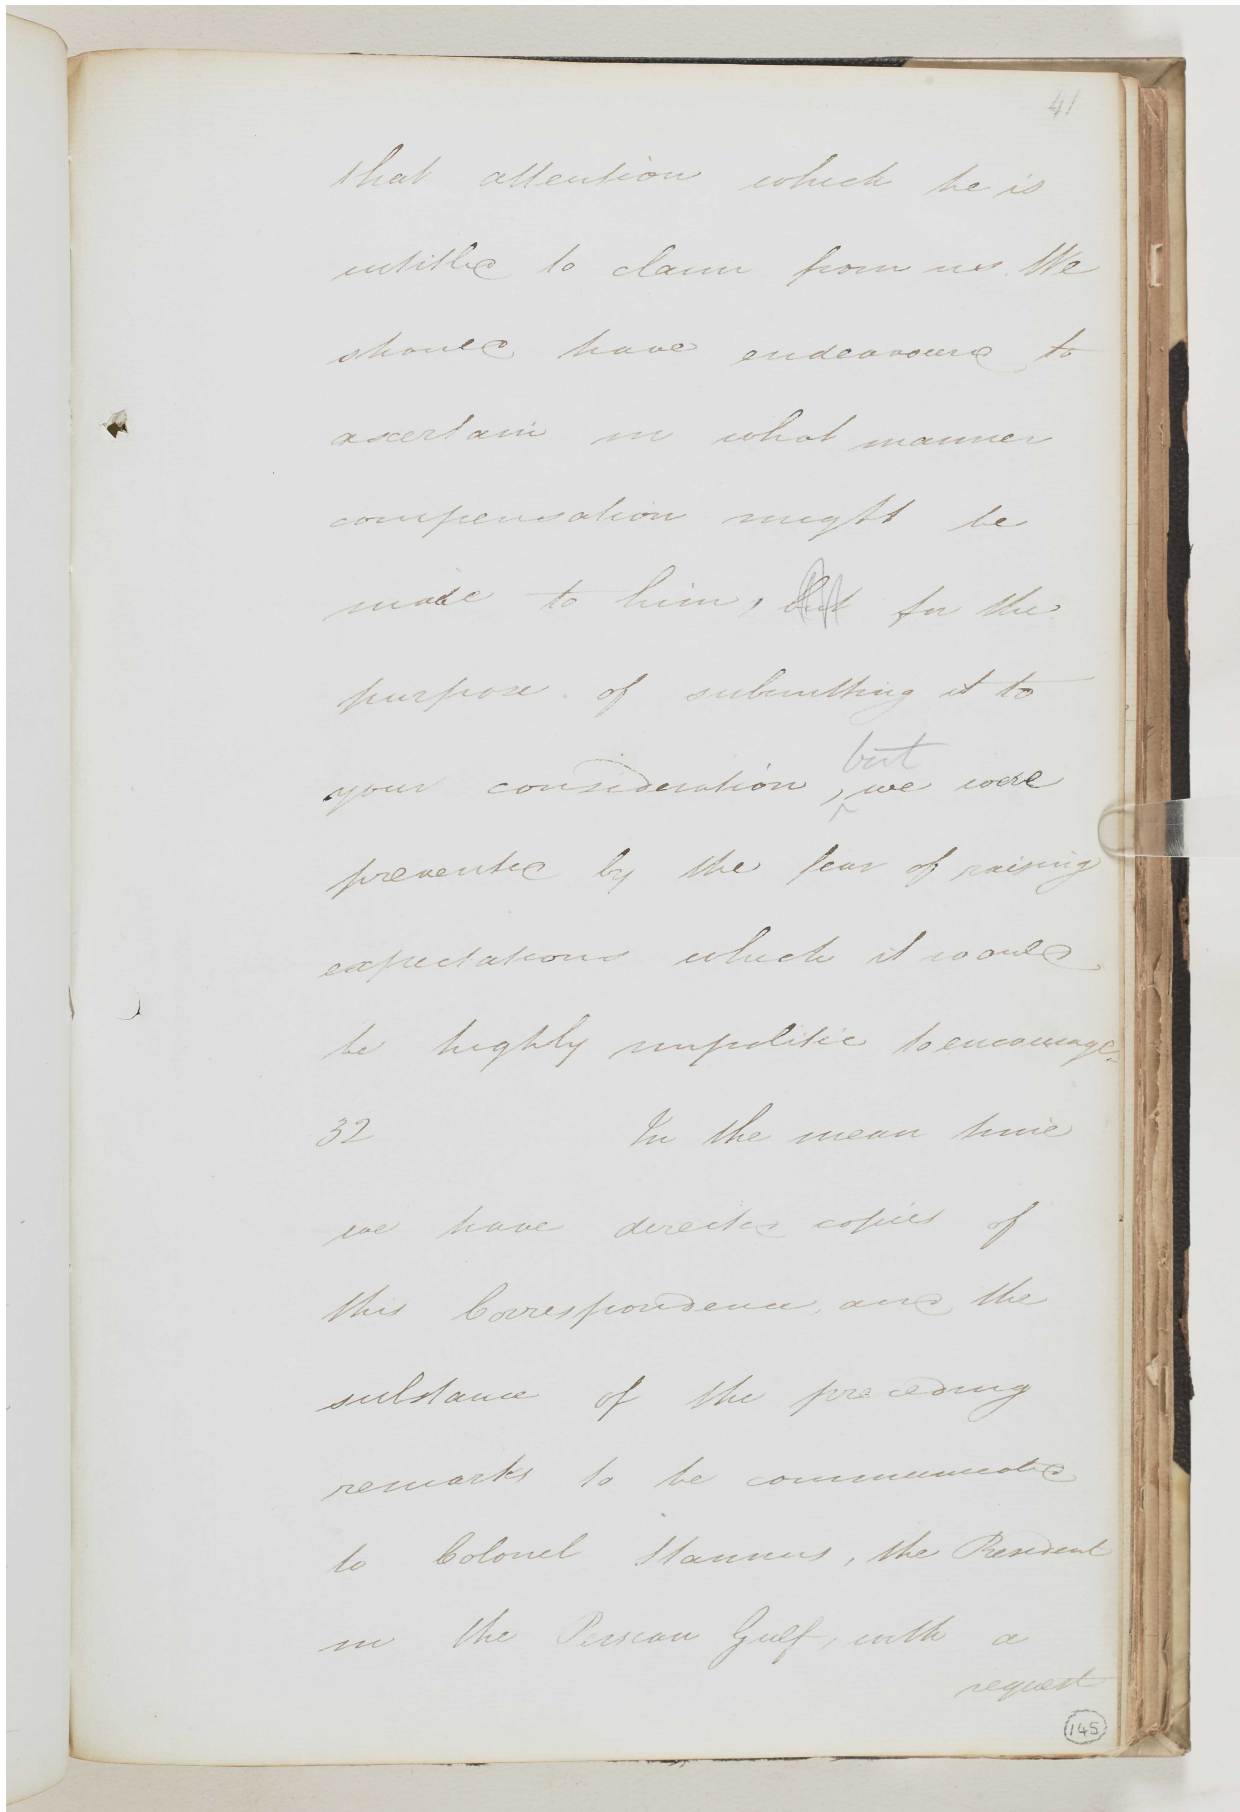 41
that attention which he is
entitled to claim from us. We
should have endeavoured to
ascertain in what manner
compensation might be
made to him, but for the
purpose of submitting it to
but
your consideration, we were
prevented by the fear of raising
expectations which it would
be highly impolitic to encourage.
32 In the mean time
we have directed copies of
this Correspondence, and the
substance of the preceding
remarks to be communicated
to Colonel Stannus, the Resident
in the Persian Gulf, with a
request
145